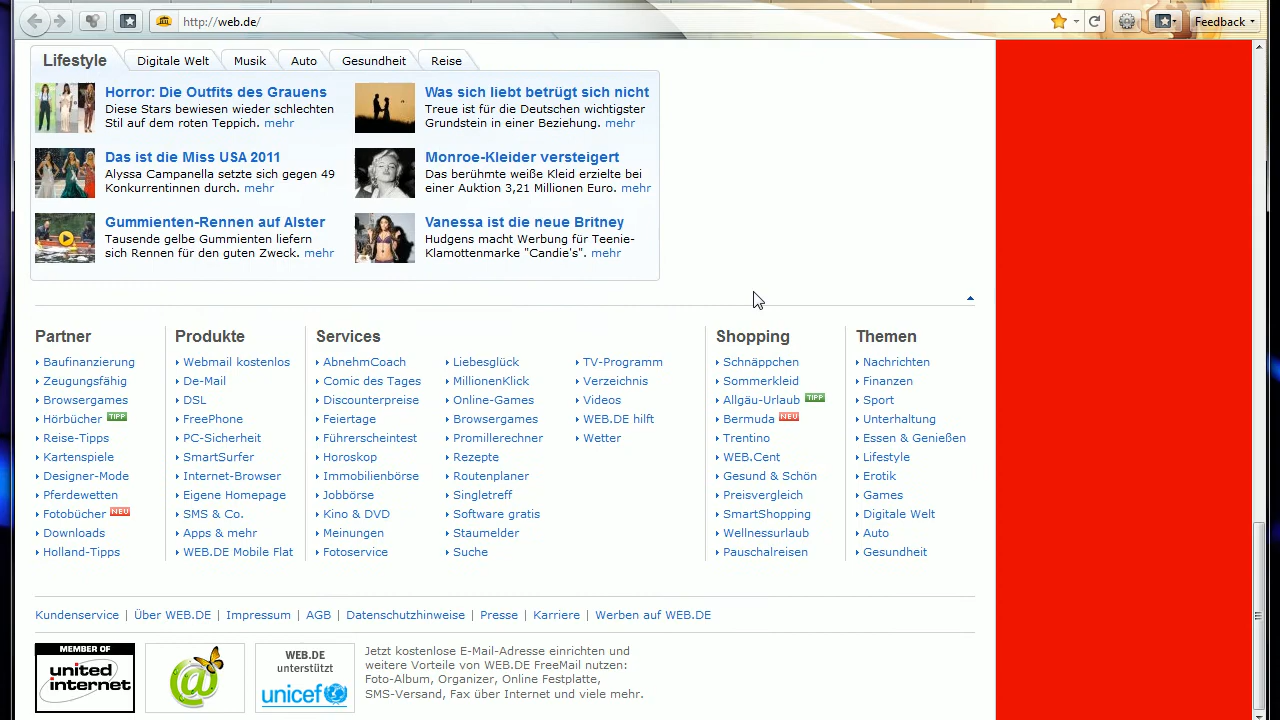 http://web.de/
Feedback
Lifestyle
Digitale Welt
Musik
Auto
Gesundheit
Reise
Horror: Die Outfits des Grauens
Diese Stars bewiesen wieder schlechten
Stil auf dem roten Teppich. mehr
Was sich liebt betrügt sich nicht
Treue ist für die Deutschen wichtigster
Grundstein in einer Beziehung. mehr
Das ist die Miss USA 2011
Alyssa Campanella setzte sich gegen 49
Konkurrentinnen durch. mehr
Monroe-Kleider versteigert
Das berühmte weiße Kleid erzielte bei
einer Auktion 3,21 Millionen Euro. mehr
Gummienten-Rennen auf Alster
Tausende gelbe Gummienten liefern
sich Rennen für den guten Zweck. mehr
Vanessa ist die neue Britney
Hudgens macht Werbung für Teenie-
Klamottenmarke "Candie's". mehr
Partner
Baufinanzierung
Zeugungsfähig
Browsergames
Hörbücher TIPP
Reise-Tipps
Kartenspiele
Designer-Mode
Pferdewetten
Fotobücher NEU
Downloads
Holland-Tipps
Produkte
Webmail kostenlos
De-Mail
DSL
FreePhone
PC-Sicherheit
SmartSurfer
Internet-Browser
Eigene Homepage
SMS & Co.
Apps & mehr
WEB.DE Mobile Flat
Services
AbnehmCoach
Comic des Tages
Discounterpreise
Feiertage
Führerscheintest
Horoskop
Immobilienbörse
Jobbörse
Kino & DVD
Meinungen
Fotoservice
Liebesglück
MillionenKlick
Online-Games
Browsergames
Promillerechner
Rezepte
Routenplaner
Singletreff
Software gratis
Staumelder
Suche
TV-Programm
Verzeichnis
Videos
WEB.DE hilft
Wetter
Shopping
Schnäppchen
Sommerkleid
Allgäu-Urlaub TIPP
Bermuda NEU
Trentino
WEB.Cent
Gesund & Schön
Preisvergleich
SmartShopping
Wellnessurlaub
Pauschalreisen
Themen
Nachrichten
Finanzen
Sport
Unterhaltung
Essen & Genießen
Lifestyle
Erotik
Games
Digitale Welt
Auto
Gesundheit
Kundenservice | Über WEB.DE | Impressum | AGB | Datenschutzhinweise | Presse | Karriere | Werben auf WEB.DE
MEMBER OF
united
internet
@
WEB.DE
unterstützt
unicef
Jetzt kostenlose E-Mail-Adresse einrichten und
weitere Vorteile von WEB.DE FreeMail nutzen:
Foto-Album, Organizer, Online Festplatte,
SMS-Versand, Fax über Internet und viele mehr.